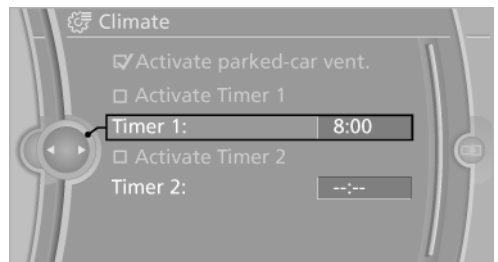 Climate
Activate parked-car vent.
Activate Timer 1
Timer 1: 8:00
Activate Timer 2
Timer 2: --:--